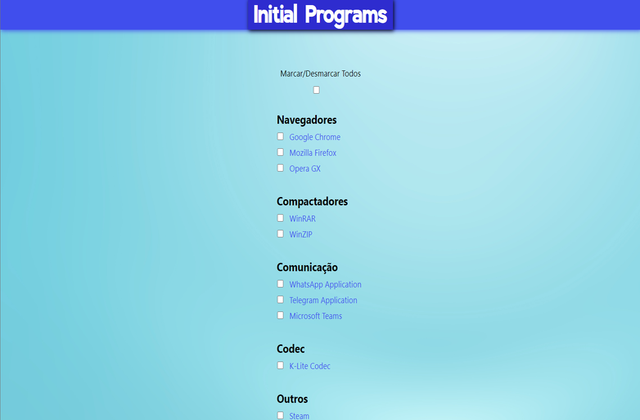 Initial Programs
Marcar/Desmarcar Todos
Navegadores
Google Chrome
Mozilla Firefox
Opera GX
Compactadores
WinRAR
WinZIP
Comunicação
WhatsApp Application
Telegram Application
Microsoft Teams
Codec
K-Lite Codec
Outros
Steam